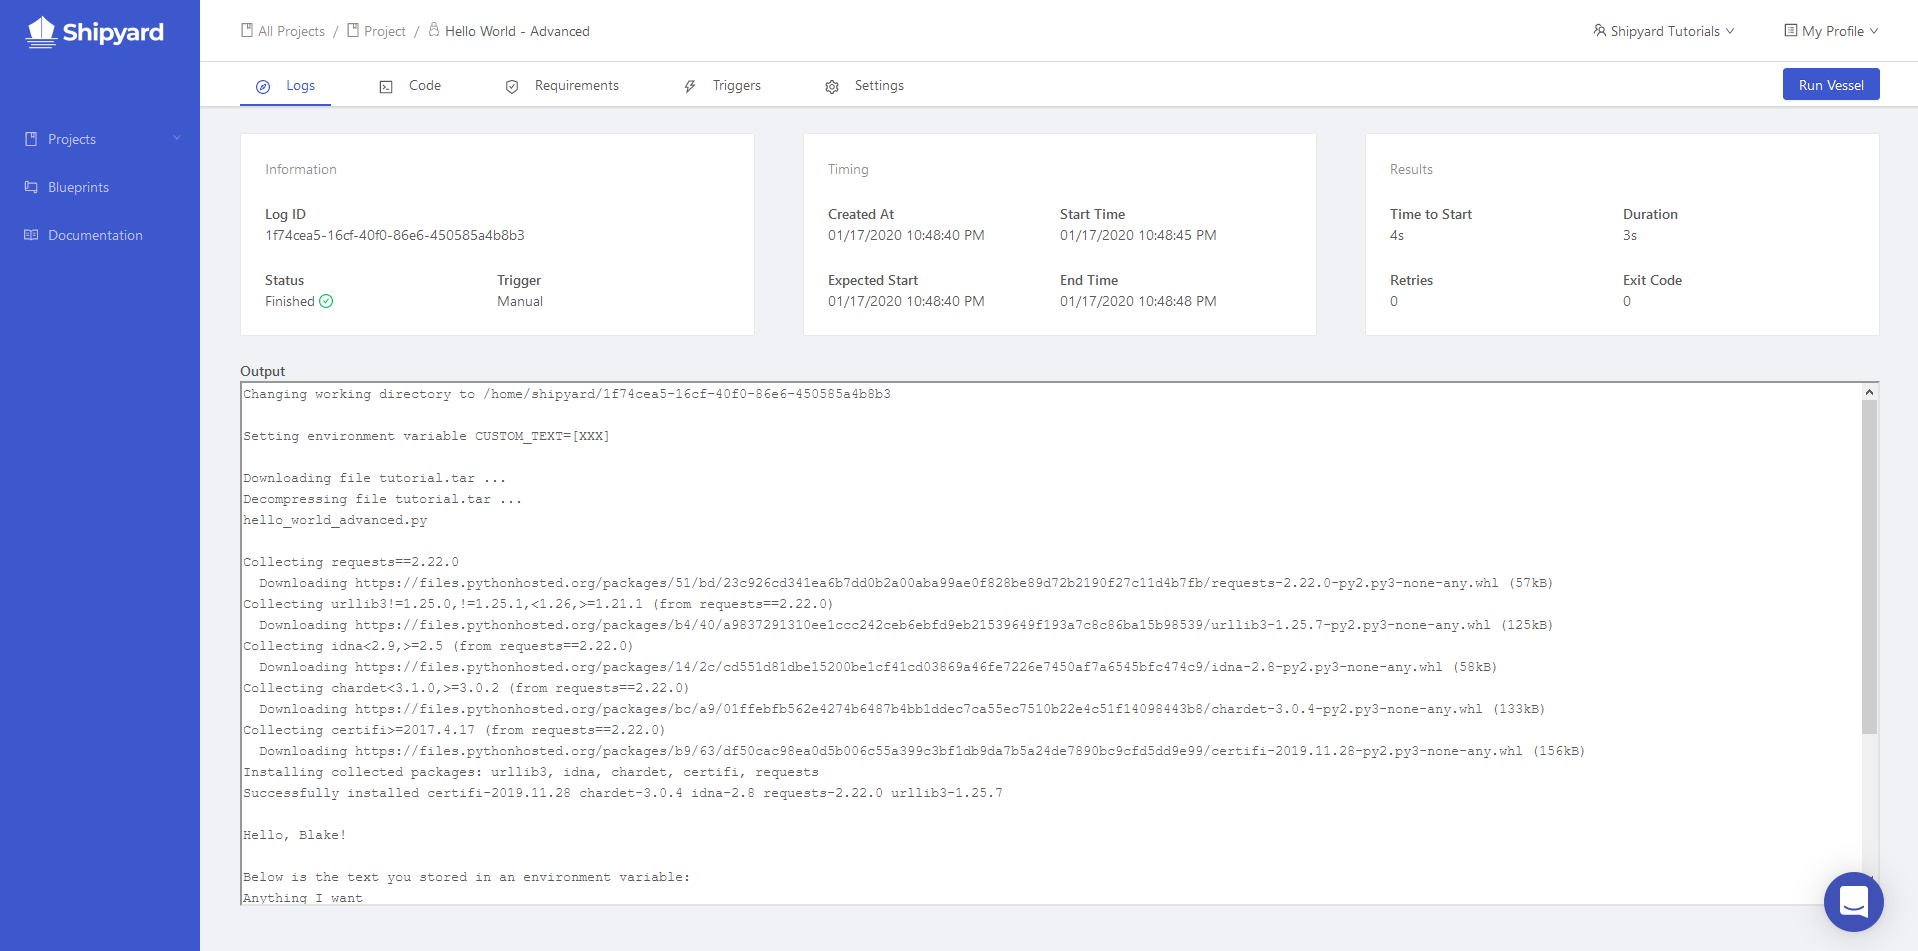 Shipyard
All Projects / Project / Hello World - Advanced
Shipyard Tutorials
My Profile
Logs
Code
Requirements
Triggers
Settings
Run Vessel
Projects
Blueprints
Documentation
Information
Log ID
1f74cea5-16cf-40f0-86e6-450585a4b8b3
Status
Finished
Trigger
Manual
Timing
Created At
01/17/2020 10:48:40 PM
Start Time
01/17/2020 10:48:45 PM
Expected Start
01/17/2020 10:48:40 PM
End Time
01/17/2020 10:48:48 PM
Results
Time to Start
4s
Duration
3s
Retries
0
Exit Code
0
Output
Changing working directory to /home/shipyard/1f74cea5-16cf-40f0-86e6-450585a4b8b3
Setting environment variable CUSTOM_TEXT=[XXX]
Downloading file tutorial.tar ...
Decompressing file tutorial.tar ...
hello_world_advanced.py
Collecting requests==2.22.0
Downloading https://files.pythonhosted.org/packages/51/bd/23c926cd341ea6b7dd0b2a00aba99ae0f828be89d72b2190f27c11d4b7fb/requests-2.22.0-py2.py3-none-any.whl (57kB)
Collecting urllib3!=1.25.0,!=1.25.1,<1.26,>=1.21.1 (from requests==2.22.0)
Downloading https://files.pythonhosted.org/packages/b4/40/a9837291310ee1ccc242ceb6ebfd9eb21539649f193a7c8c86ba15b98539/urllib3-1.25.7-py2.py3-none-any.whl (125kB)
Collecting idna<2.9,>=2.5 (from requests==2.22.0)
Downloading https://files.pythonhosted.org/packages/14/2c/cd551d81dbe15200be1cf41cd03869a46fe7226e7450af7a6545bfc474c9/idna-2.8-py2.py3-none-any.whl (58kB)
Collecting chardet<3.1.0,>=3.0.2 (from requests==2.22.0)
Downloading https://files.pythonhosted.org/packages/bc/a9/01ffebfb562e4274b6487b4bb1ddec7ca55ec7510b22e4c51f14098443b8/chardet-3.0.4-py2.py3-none-any.whl (133kB)
Collecting certifi>=2017.4.17 (from requests==2.22.0)
Downloading https://files.pythonhosted.org/packages/b9/63/df50cac98ea0d5b006c55a399c3bf1db9da7b5a24de7890bc9cfd5dd9e99/certifi-2019.11.28-py2.py3-none-any.whl (156kB)
Installing collected packages: urllib3, idna, chardet, certifi, requests
Successfully installed certifi-2019.11.28 chardet-3.0.4 idna-2.8 requests-2.22.0 urllib3-1.25.7
Hello, Blake!
Below is the text you stored in an environment variable:
Anything I want